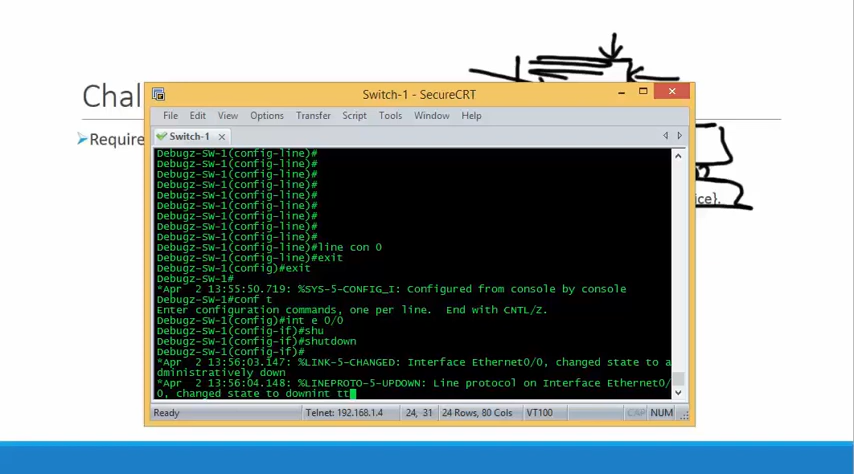 Chal
Require
ice}.
Switch-1 - SecureCRT
File Edit View Options Transfer Script Tools Window Help
Switch-1
Debugz-SW-1(config-line)#
Debugz-SW-1(config-line)#
Debugz-SW-1(config-line)#
Debugz-SW-1(config-line)#
Debugz-SW-1(config-line)#
Debugz-SW-1(config-line)#
Debugz-SW-1(config-line)#
Debugz-SW-1(config-line)#
Debugz-SW-1(config-line)#
Debugz-SW-1(config-line)#line con 0
Debugz-SW-1(config-line)#exit
Debugz-SW-1(config)#exit
Debugz-SW-1#
*Apr  2 13:55:50.719: %SYS-5-CONFIG_I: Configured from console by console
Debugz-SW-1#conf t
Enter configuration commands, one per line.  End with CNTL/Z.
Debugz-SW-1(config)#int e 0/0
Debugz-SW-1(config-if)#shu
Debugz-SW-1(config-if)#shutdown
Debugz-SW-1(config-if)#
*Apr  2 13:56:03.147: %LINK-5-CHANGED: Interface Ethernet0/0, changed state to a
dministratively down
*Apr  2 13:56:04.148: %LINEPROTO-5-UPDOWN: Line protocol on Interface Ethernet0/
0, changed state to downint tt
Ready Telnet: 192.168.1.4 24, 31 24 Rows, 80 Cols VT100 CAP NUM